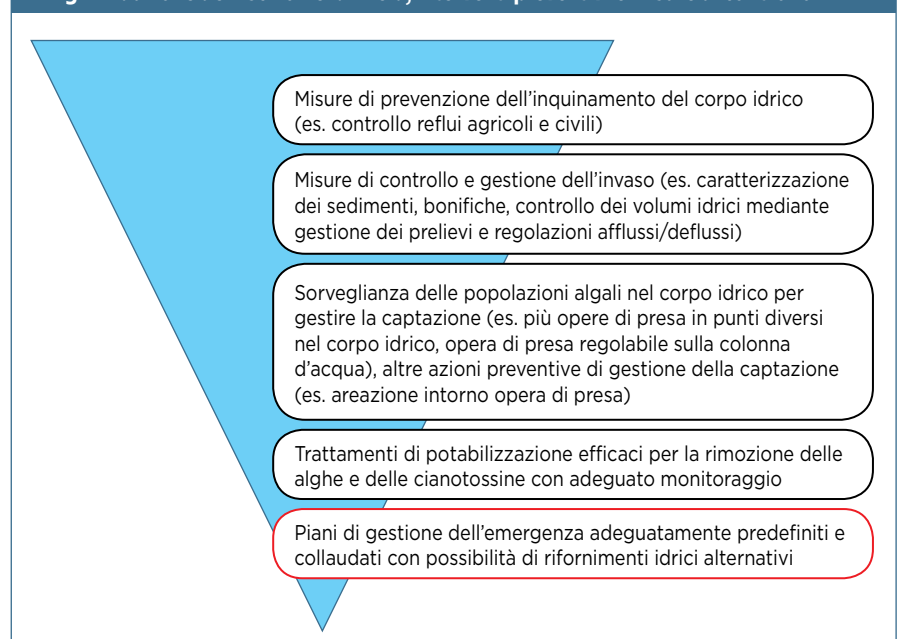 Misure di prevenzione dell'inquinamento del corpo idrico
(es. controllo reflui agricoli e civili)
Misure di controllo e gestione dell'invaso (es. caratterizzazione
dei sedimenti, bonifiche, controllo dei volumi idrici mediante
gestione dei prelievi e regolazioni afflussi/deflussi)
Sorveglianza delle popolazioni algali nel corpo idrico per
gestire la captazione (es. più opere di presa in punti diversi
nel corpo idrico, opera di presa regolabile sulla colonna
d'acqua), altre azioni preventive di gestione della captazione
(es. areazione intorno opera di presa)
Trattamenti di potabilizzazione efficaci per la rimozione delle
alghe e delle cianotossine con adeguato monitoraggio
Piani di gestione dell'emergenza adeguatamente predefiniti e
collaudati con possibilità di rifornimenti idrici alternativi